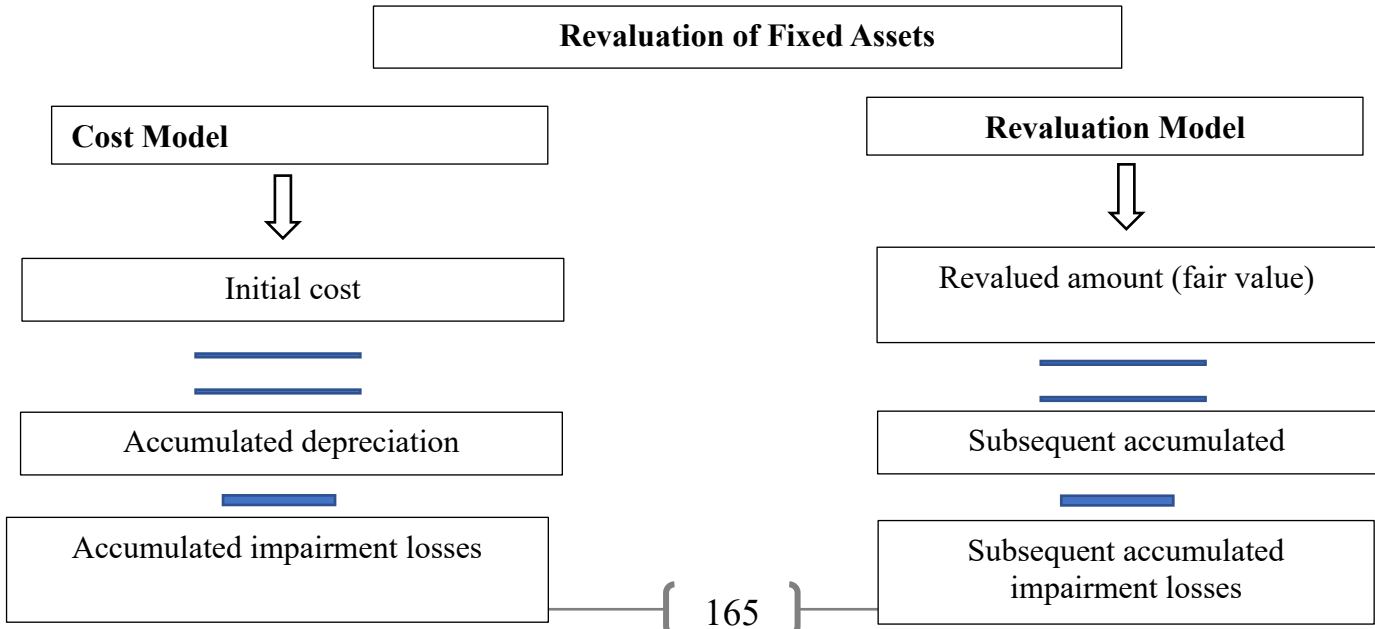 Revaluation of Fixed Assets
Cost Model
Initial cost
Accumulated depreciation
Accumulated impairment losses
Revaluation Model
Revalued amount (fair value)
Subsequent accumulated
Subsequent accumulated
impairment losses
165